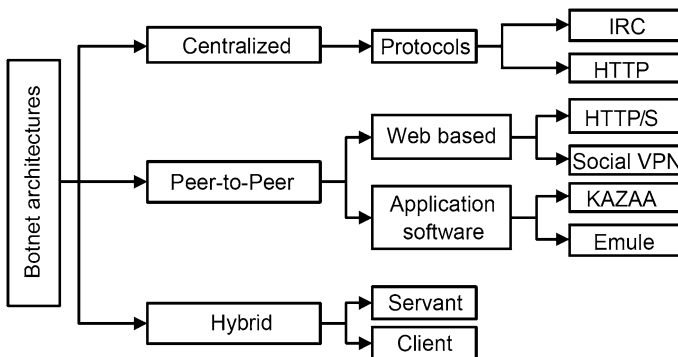 Botnet architectures
Centralized
Protocols
IRC
HTTP
Peer-to-Peer
Web based
HTTP/S
Social VPN
Application
software
KAZAA
Emule
Hybrid
Servant
Client